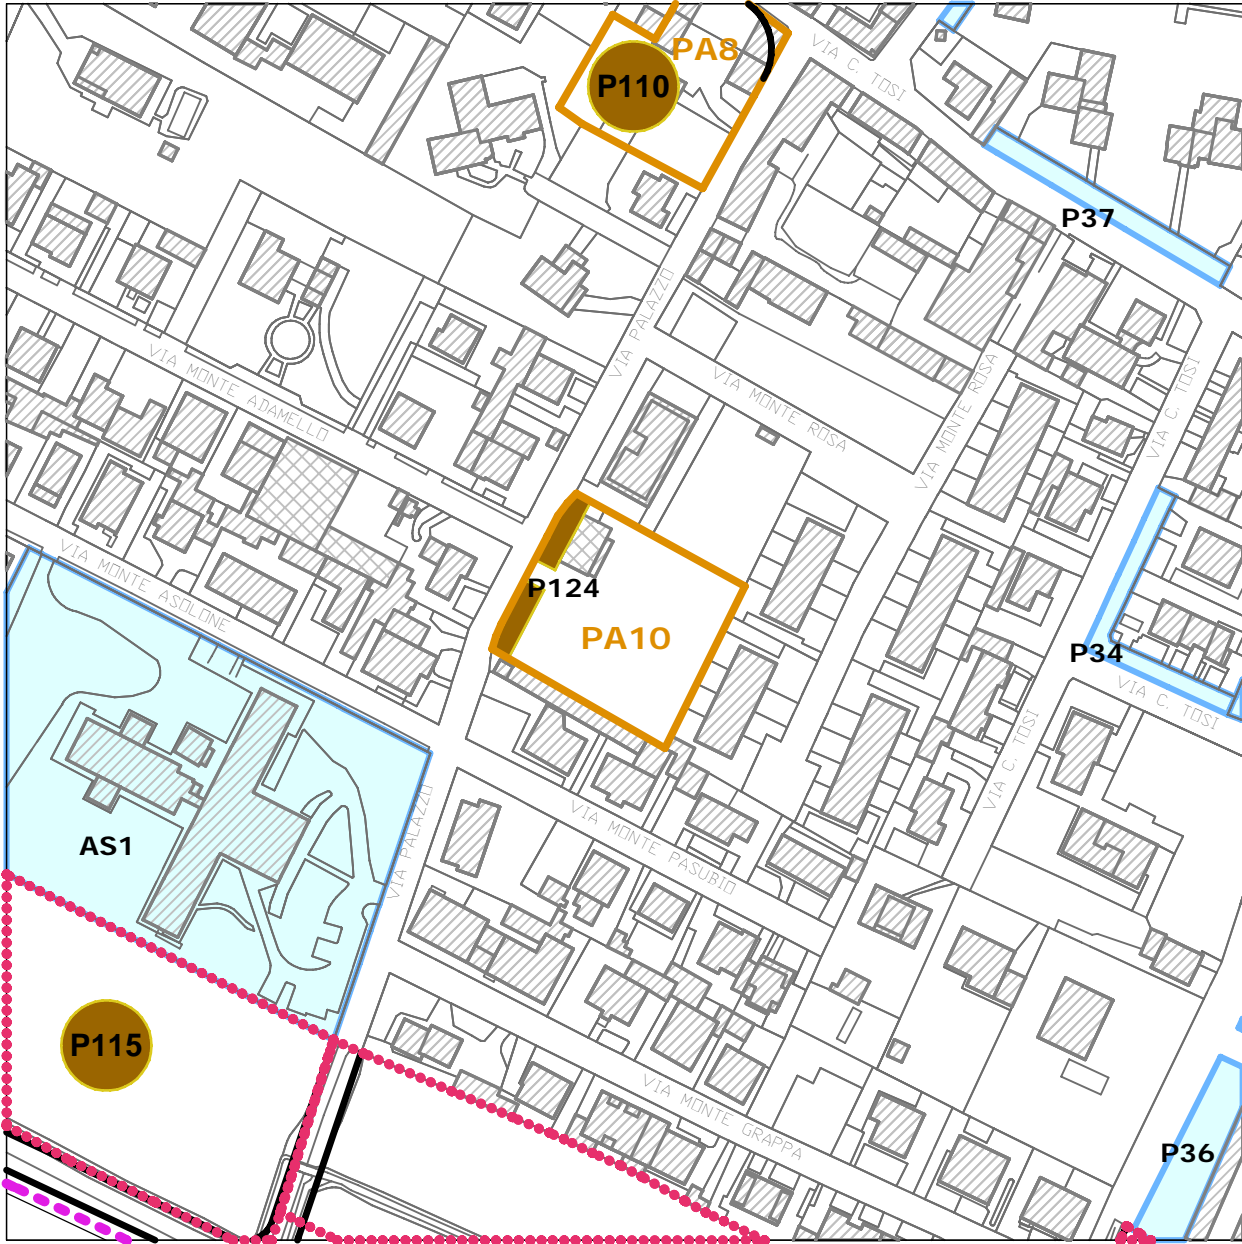 PA8
P110
VIA C. TOSI
P37
VIA PALAZZO
VIA MONTE ADAMELLO
VIA MONTE ROSA
VIA MONTE ROSA
VIA C. TOSI
VIA MONTE ASOLONE
P124
PA10
P34
VIA C. TOSI
VIA C. TOSI
AS1
VIA PALAZZO
VIA MONTE PASUBIO
P115
VIA MONTE GRAPPA
P36